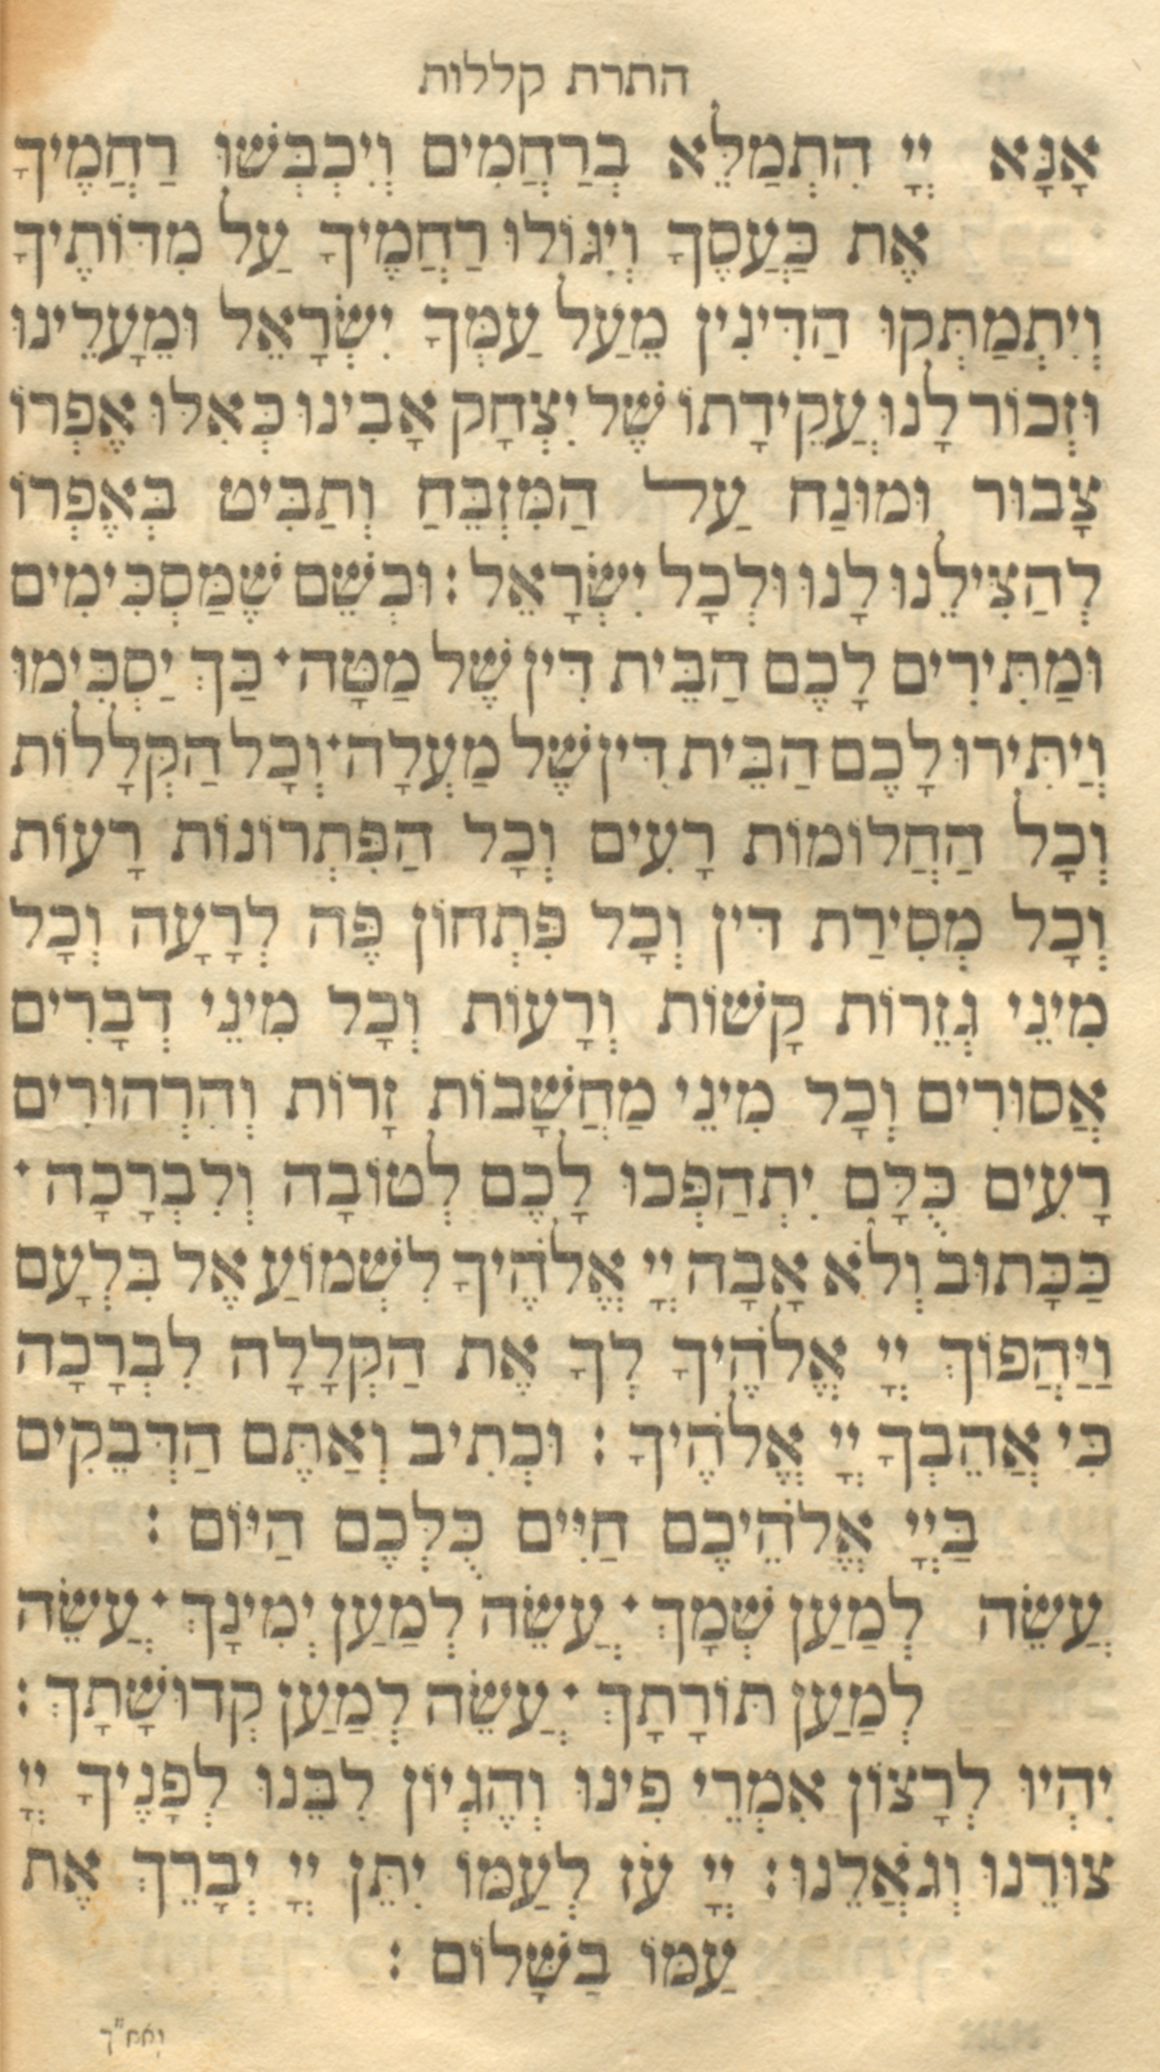 התרת קללות
אָנָּא יְיָ הִתְמַלֵּא בְרַחֲמִים וְיִכְבְּשׁוּ רַחֲמֶיךָ
אֶת כַּעֲסֶךָ וְיִגּוֹלוּ רַחֲמֶיךָ עַל מִדּוֹתֶיךָ
וְיִתְמַתְּקוּ הַדִּינִין מֵעַל עַמְּךָ יִשְׂרָאֵל וּמֵעָלֵינוּ
וּזְכוֹר לָנוּ עֲקִידָתוֹ שֶׁל יִצְחָק אָבִינוּ כְּאִלּוּ אֶפְרוֹ
צָבוּר וּמוּנַח עַל הַמִּזְבֵּחַ וְתַבִּיט בְּאֶפְרוֹ
לְהַצִּילֵנוּ לָנוּ וּלְכָל יִשְׂרָאֵל : וּכְשֵׁם שֶׁמַּסְכִּימִים
וּמַתִּירִים לָכֶם הַבֵּית דִּין שֶׁל מַטָּה · כַּךְ יַסְכִּימוּ
וְיַתִּירוּ לָכֶם הַבֵּית דִּין שֶׁל מַעְלָה · וְכָל הַקְּלָלוֹת
וְכָל הַחֲלוֹמוֹת רָעִים וְכָל הַפִּתְרוֹנוֹת רָעוֹת
וְכָל מְסִירַת דִּין וְכָל פִּתְחוֹן פֶּה לְרָעָה וְכָל
מִינֵי גְזֵרוֹת קָשׁוֹת וְרָעוֹת וְכָל מִינֵי דְבָרִים
אֲסוּרִים וְכָל מִינֵי מַחֲשָׁבוֹת זָרוֹת וְהִרְהוּרִים
רָעִים כֻּלָּם יִתְהַפְּכוּ לָכֶם לְטוֹבָה וְלִבְרָכָה ·
כַּכָּתוּב וְלֹא אָבָה יְיָ אֱלֹהֶיךָ לִשְׁמוֹעַ אֶל בִּלְעָם
וַיַּהֲפוֹךְ יְיָ אֱלֹהֶיךָ לְךָ אֶת הַקְּלָלָה לִבְרָכָה
כִּי אֲהֵבְךָ יְיָ אֱלֹהֶיךָ : וּכְתִיב וְאַתֶּם הַדְּבֵקִים
בַּיְיָ אֱלֹהֵיכֶם חַיִּים כֻּלְּכֶם הַיּוֹם :
עֲשֵׂה לְמַעַן שְׁמָךְ · עֲשֵׂה לְמַעַן יְמִינָךְ · עֲשֵׂה
לְמַעַן תּוֹרָתָךְ · עֲשֵׂה לְמַעַן קְדוּשָׁתָךְ :
יִהְיוּ לְרָצוֹן אִמְרֵי פִינוּ וְהֶגְיוֹן לִבֵּנוּ לְפָנֶיךָ יְיָ
צוּרֵנוּ וְגֹאֲלֵנוּ : יְיָ עֹז לְעַמּוֹ יִתֵּן יְיָ יְבָרֵךְ אֶת
עַמּוֹ בַשָּׁלוֹם :
ואח"ך